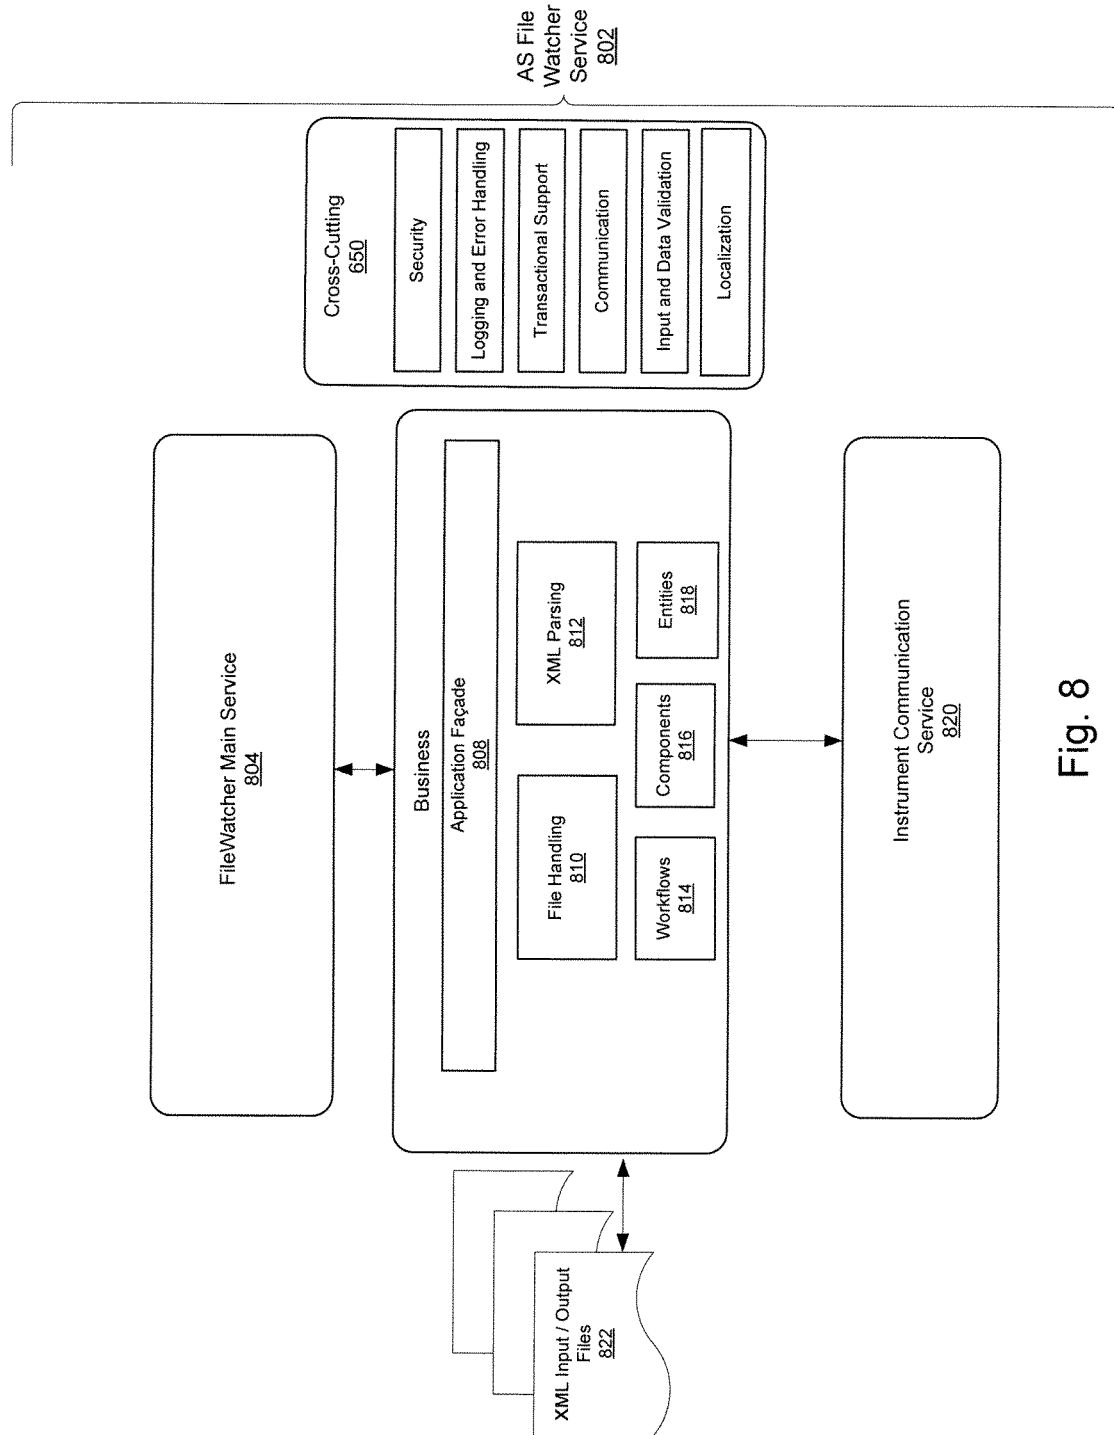 AS File
Watcher
Service
802
FileWatcher Main Service
804
Business
Application Façade
808
File Handling
810
XML Parsing
812
Workflows
814
Components
816
Entities
818
Cross-Cutting
650
Security
Logging and Error Handling
Transactional Support
Communication
Input and Data Validation
Localization
XML Input / Output
Files
822
Instrument Communication
Service
820
Fig. 8